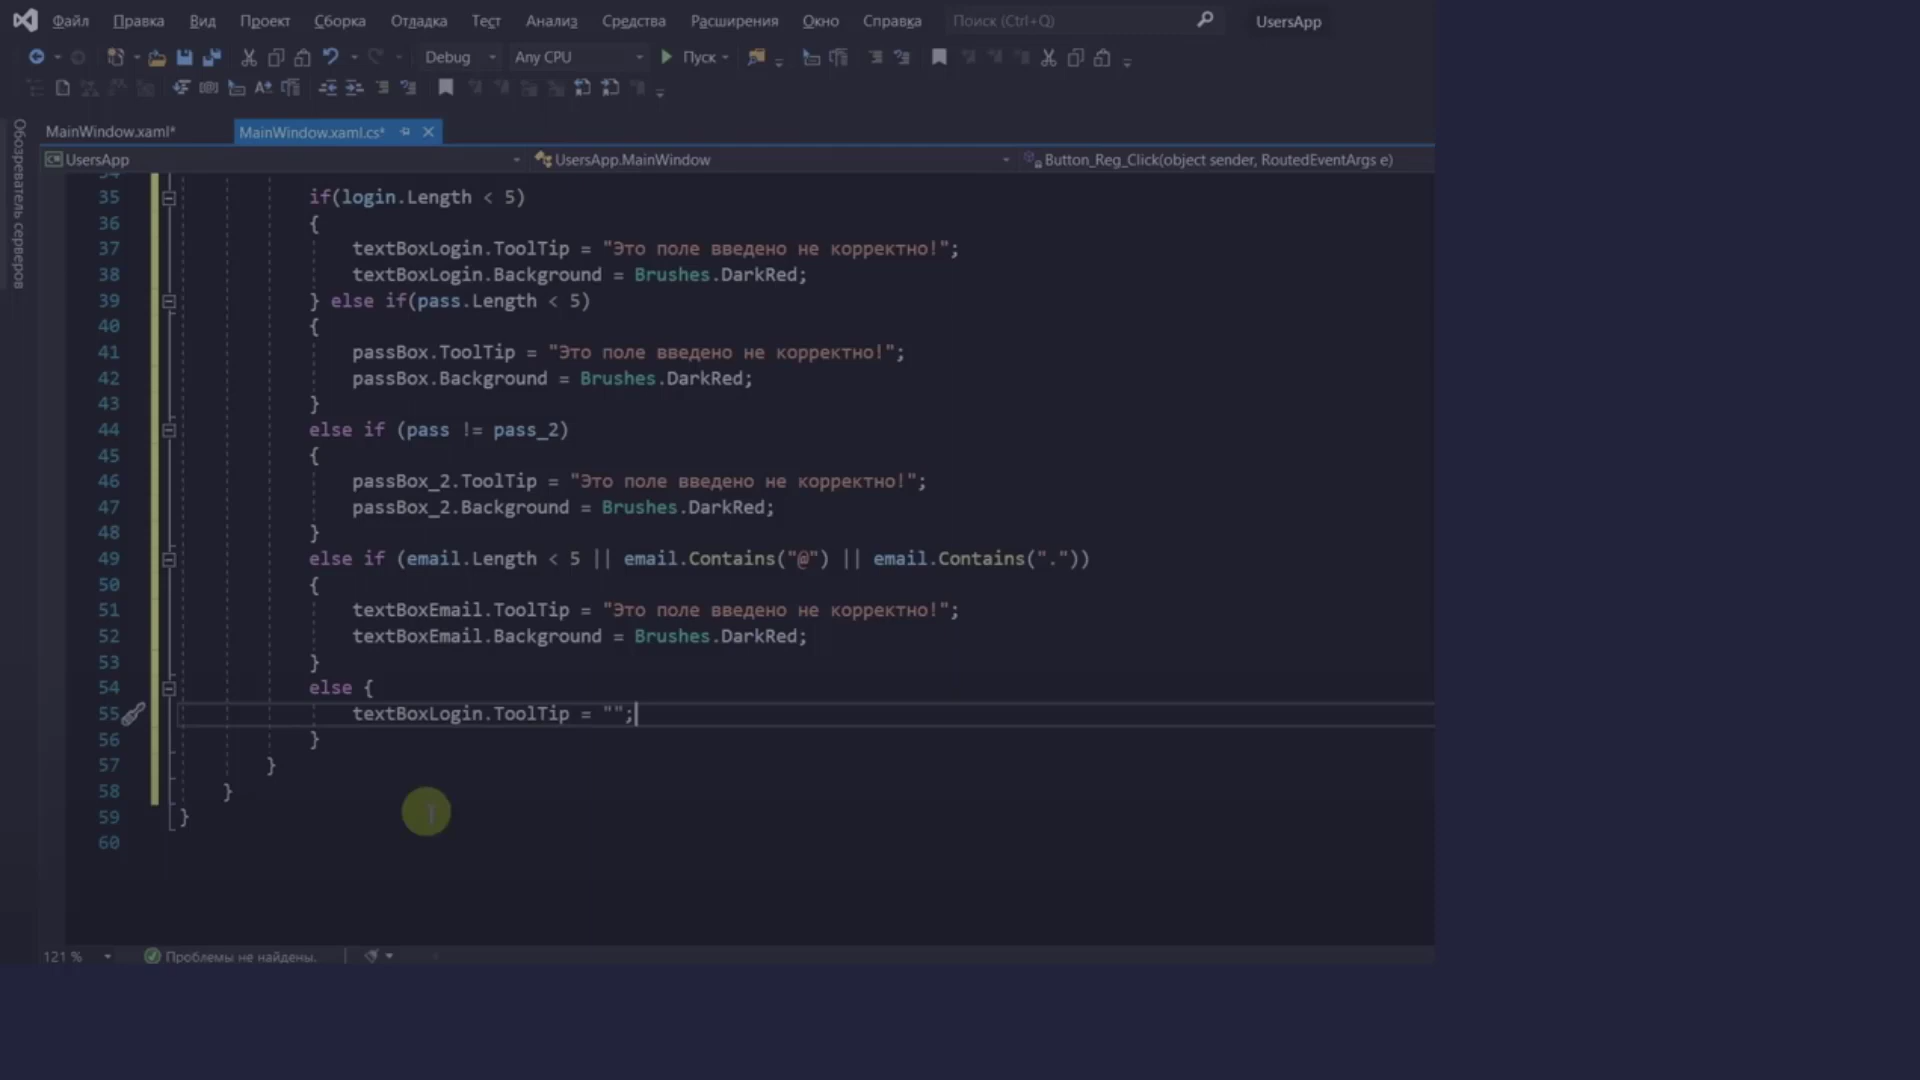 Файл Правка Вид Проект Сборка Отладка Тест Анализ Средства Расширения Окно Справка Поиск (Ctrl+Q) UsersApp
Debug Any CPU Пуск
Обозреватель серверов
MainWindow.xaml* MainWindow.xaml.cs*
UsersApp UsersApp.MainWindow Button_Reg_Click(object sender, RoutedEventArgs e)
34
35 if(login.Length < 5)
36 {
37 textBoxLogin.ToolTip = "Это поле введено не корректно!";
38 textBoxLogin.Background = Brushes.DarkRed;
39 } else if(pass.Length < 5)
40 {
41 passBox.ToolTip = "Это поле введено не корректно!";
42 passBox.Background = Brushes.DarkRed;
43 }
44 else if (pass != pass_2)
45 {
46 passBox_2.ToolTip = "Это поле введено не корректно!";
47 passBox_2.Background = Brushes.DarkRed;
48 }
49 else if (email.Length < 5 || email.Contains("@") || email.Contains("."))
50 {
51 textBoxEmail.ToolTip = "Это поле введено не корректно!";
52 textBoxEmail.Background = Brushes.DarkRed;
53 }
54 else {
55 textBoxLogin.ToolTip = "";
56 }
57 }
58 }
59 }
60
121 % Проблемы не найдены.